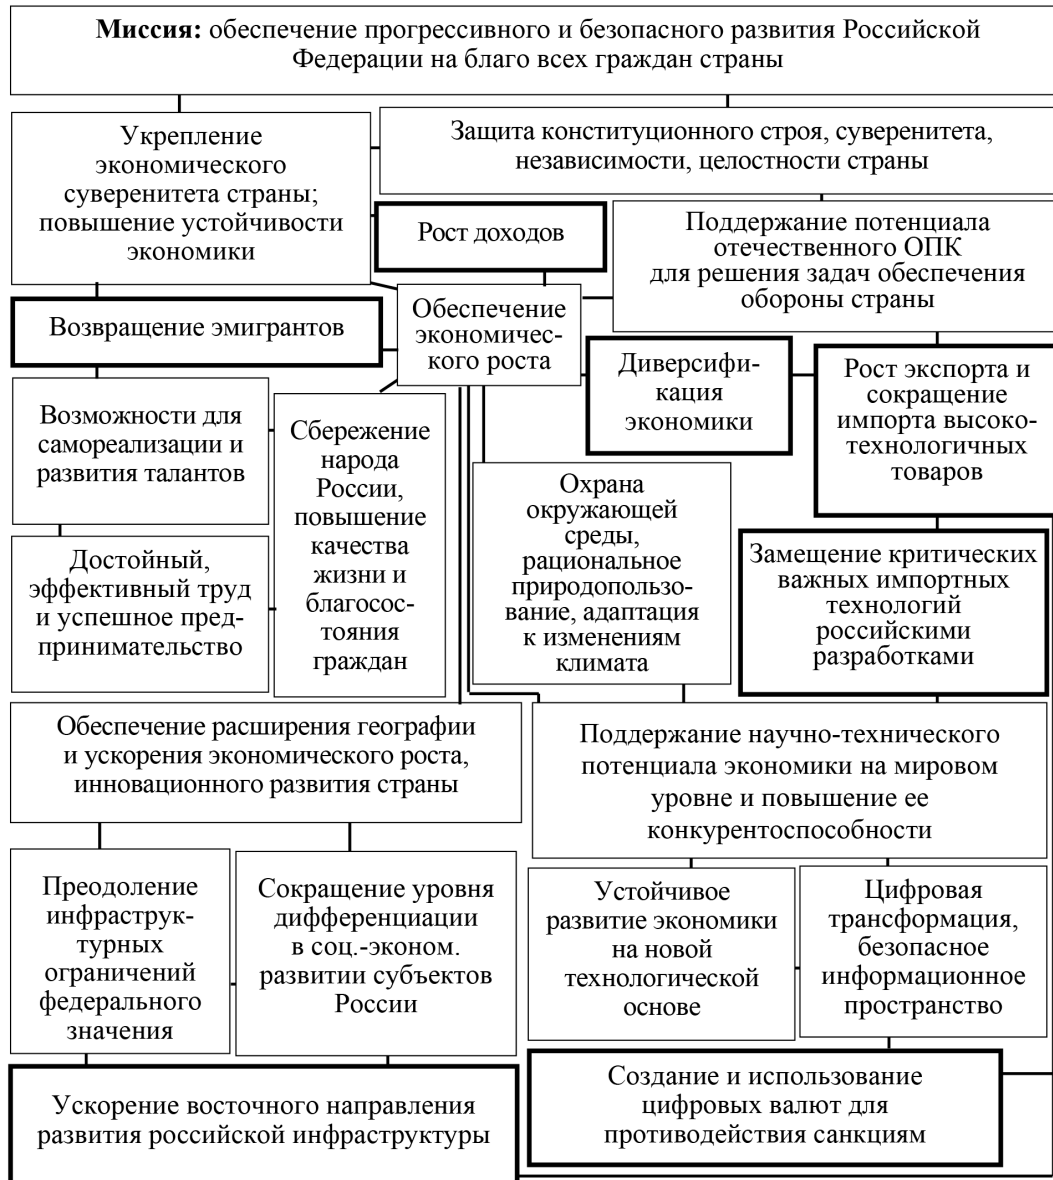 Миссия: обеспечение прогрессивного и безопасного развития Российской
Федерации на благо всех граждан страны
Укрепление
экономического
суверенитета страны;
повышение устойчивости
экономики
Защита конституционного строя, суверенитета,
независимости, целостности страны
Рост доходов
Поддержание потенциала
отечественного ОПК
для решения задач обеспечения
обороны страны
Возвращение эмигрантов
Обеспечение
экономичес-
кого роста
Диверсифи-
кация
экономики
Рост экспорта и
сокращение
импорта высоко-
технологичных
товаров
Возможности для
самореализации и
развития талантов
Сбережение
народа
России,
повышение
качества
жизни и
благосос-
тояния
граждан
Охрана
окружающей
среды,
рациональное
природопользо-
вание, адаптация
к изменениям
климата
Замещение критических
важных импортных
технологий
российскими
разработками
Достойный,
эффективный труд
и успешное пред-
принимательство
Обеспечение расширения географии
и ускорения экономического роста,
инновационного развития страны
Поддержание научно-технического
потенциала экономики на мировом
уровне и повышение ее
конкурентоспособности
Преодоление
инфраструк-
турных
ограничений
федерального
значения
Сокращение уровня
дифференциации
в соц.-эконом.
развитии субъектов
России
Устойчивое
развитие экономики
на новой
технологической
основе
Цифровая
трансформация,
безопасное
информационное
пространство
Ускорение восточного направления
развития российской инфраструктуры
Создание и использование
цифровых валют для
противодействия санкциям